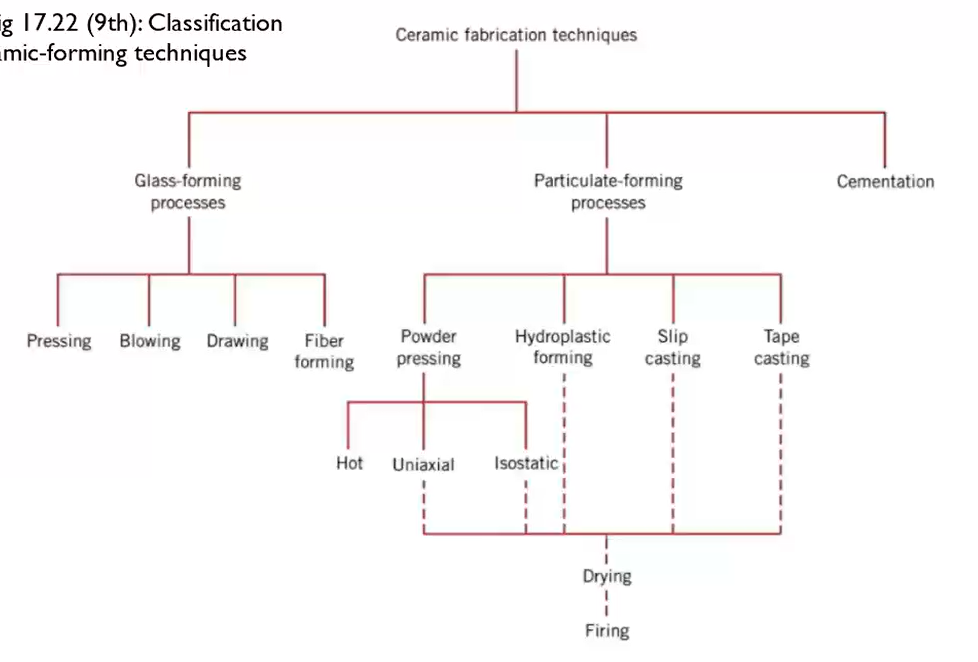 ig 17.22 (9th): Classification
amic-forming techniques
Ceramic fabrication techniques
Glass-forming
processes
Particulate-forming
processes
Cementation
Pressing
Blowing
Drawing
Fiber
forming
Powder
pressing
Hydroplastic
forming
Slip
casting
Tape
casting
Hot
Uniaxial
Isostatic
Drying
Firing